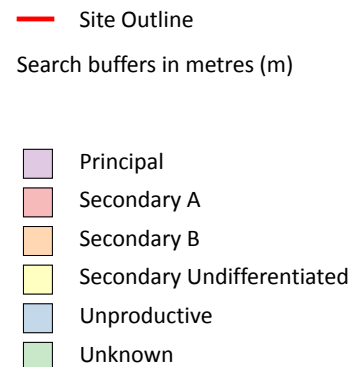 Site Outline
Search buffers in metres (m)
Principal
Secondary A
Secondary B
Secondary Undifferentiated
Unproductive
Unknown